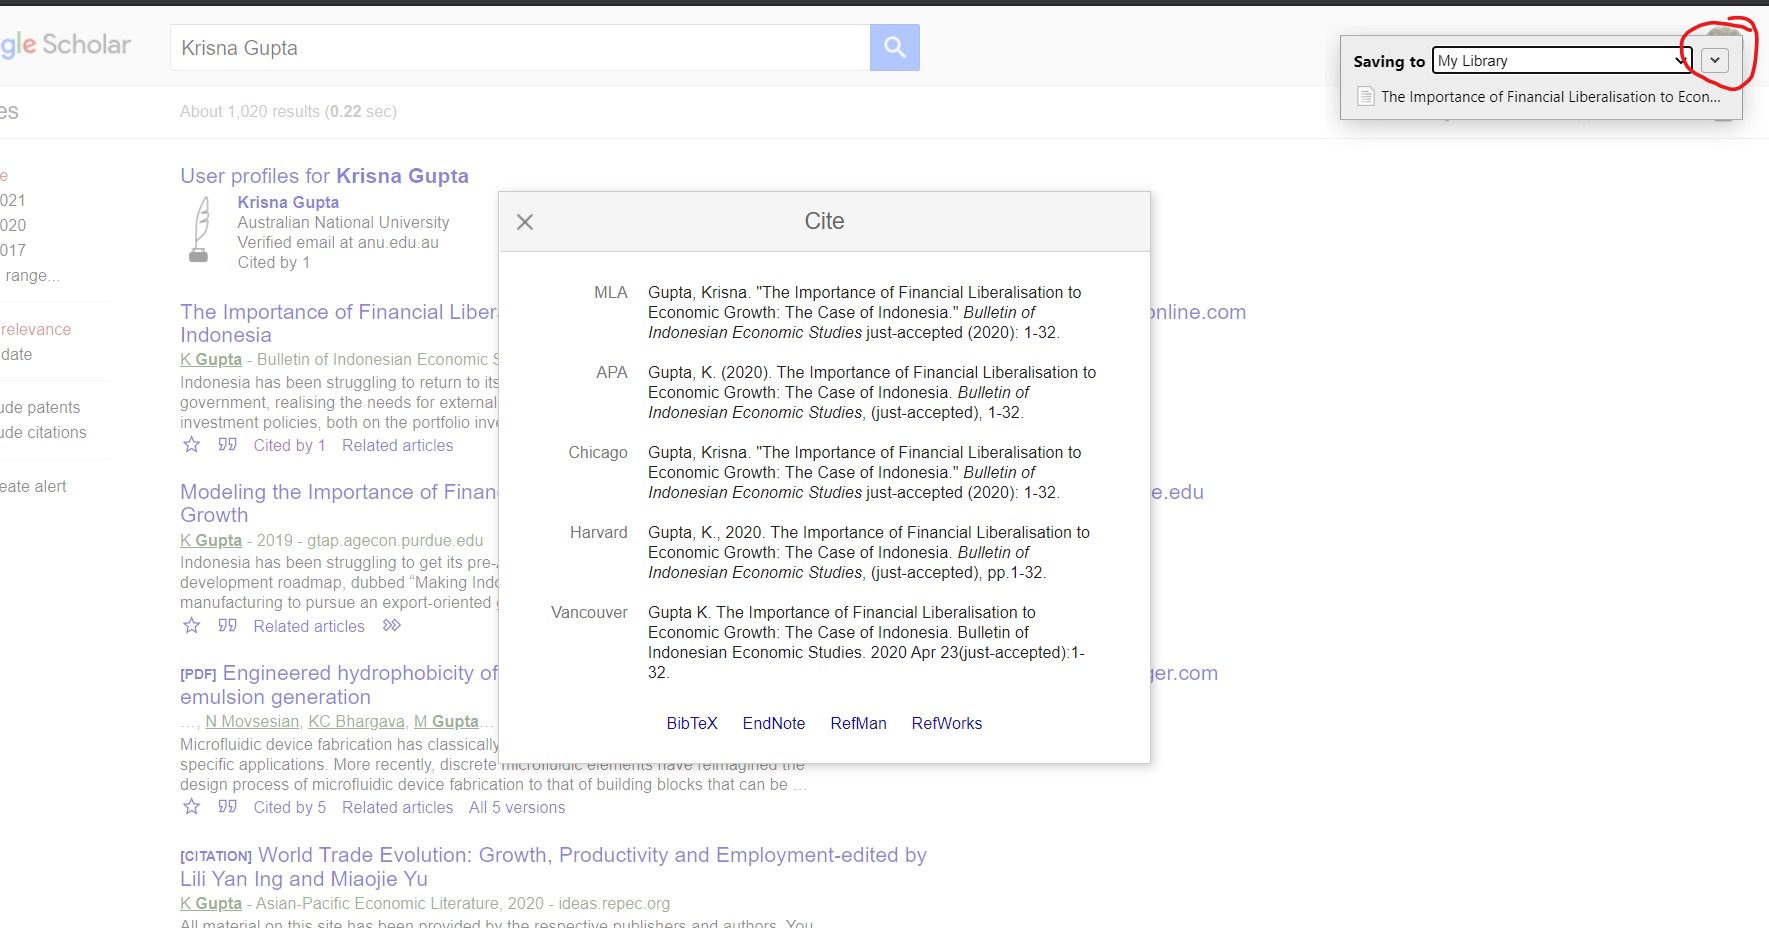 gle Scholar
Krisna Gupta
Saving to My Library
The Importance of Financial Liberalisation to Econ...
es
About 1,020 results (0.22 sec)
e
021
020
017
range...
relevance
date
ude patents
ude citations
eate alert
User profiles for Krisna Gupta
Krisna Gupta
Australian National University
Verified email at anu.edu.au
Cited by 1
The Importance of Financial Liber
online.com
Indonesia
K Gupta - Bulletin of Indonesian Economic S
Indonesia has been struggling to return to its
government, realising the needs for external
investment policies, both on the portfolio inve
Cited by 1 Related articles
Modeling the Importance of Finan
e.edu
Growth
K Gupta - 2019 - gtap.agecon.purdue.edu
Indonesia has been struggling to get its pre-
development roadmap, dubbed “Making Indo
manufacturing to pursue an export-oriented
Related articles
[PDF] Engineered hydrophobicity of
ger.com
emulsion generation
…, N Movsesian, KC Bhargava, M Gupta…
Microfluidic device fabrication has classically
specific applications. More recently, discrete microfluidic elements have reimagined the
design process of microfluidic device fabrication to that of building blocks that can be …
Cited by 5 Related articles All 5 versions
[CITATION] World Trade Evolution: Growth, Productivity and Employment-edited by
Lili Yan Ing and Miaojie Yu
K Gupta - Asian-Pacific Economic Literature, 2020 - ideas.repec.org
All material on this site has been provided by the respective publishers and authors. You
Cite
MLA
Gupta, Krisna. "The Importance of Financial Liberalisation to
Economic Growth: The Case of Indonesia." Bulletin of
Indonesian Economic Studies just-accepted (2020): 1-32.
APA
Gupta, K. (2020). The Importance of Financial Liberalisation to
Economic Growth: The Case of Indonesia. Bulletin of
Indonesian Economic Studies, (just-accepted), 1-32.
Chicago
Gupta, Krisna. "The Importance of Financial Liberalisation to
Economic Growth: The Case of Indonesia." Bulletin of
Indonesian Economic Studies just-accepted (2020): 1-32.
Harvard
Gupta, K., 2020. The Importance of Financial Liberalisation to
Economic Growth: The Case of Indonesia. Bulletin of
Indonesian Economic Studies, (just-accepted), pp.1-32.
Vancouver
Gupta K. The Importance of Financial Liberalisation to
Economic Growth: The Case of Indonesia. Bulletin of
Indonesian Economic Studies. 2020 Apr 23(just-accepted):1-
32.
BibTeX EndNote RefMan RefWorks